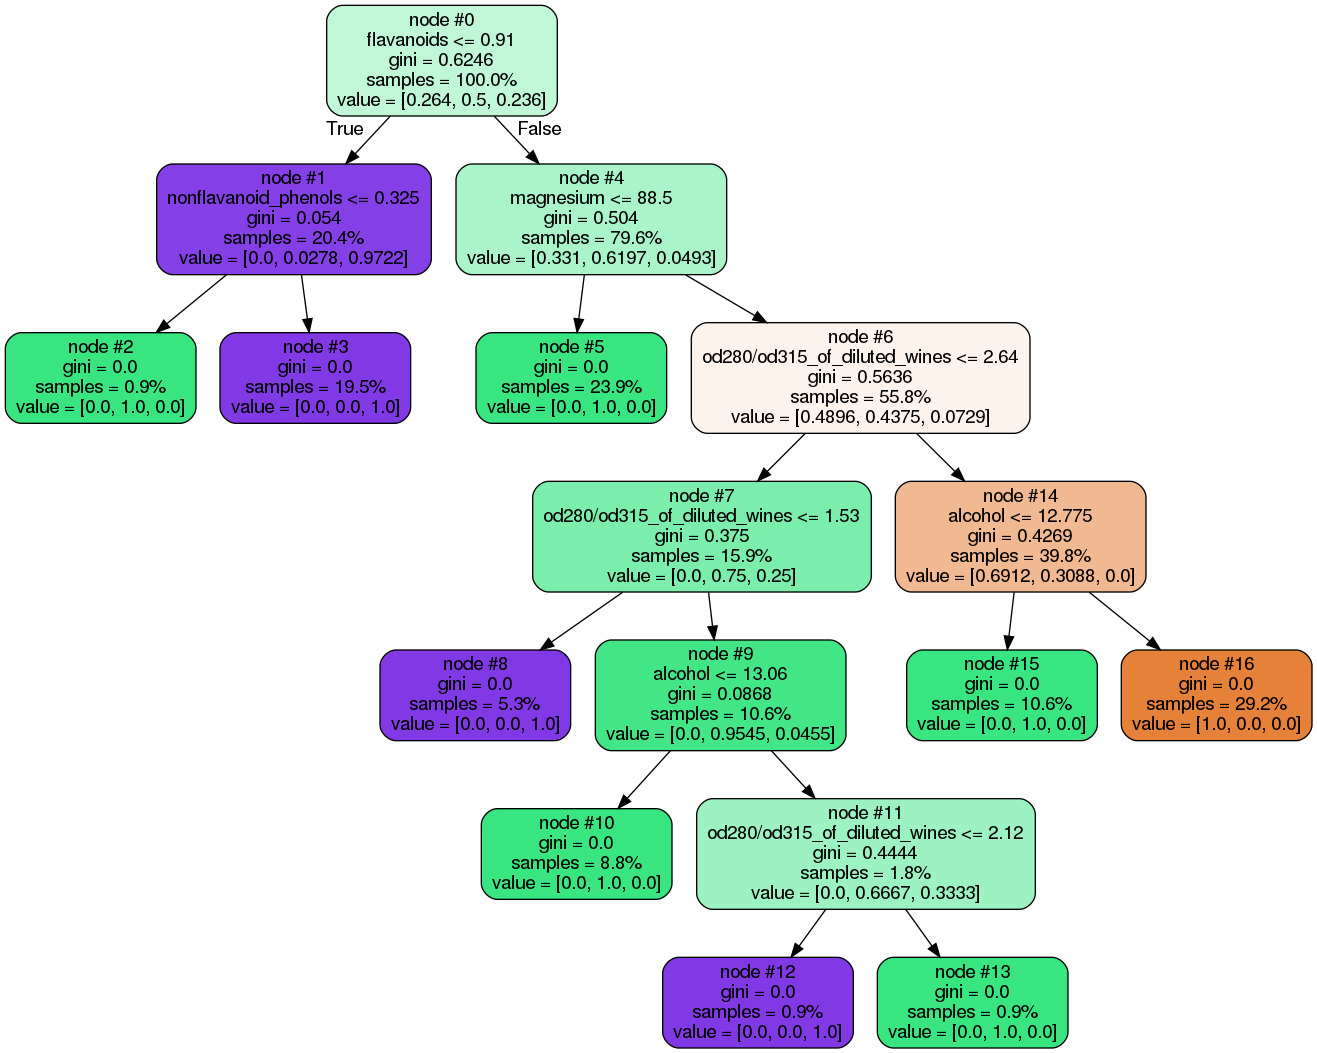 node #0
flavanoids <= 0.91
gini = 0.6246
samples = 100.0%
value = [0.264, 0.5, 0.236]
True
False
node #1
nonflavanoid_phenols <= 0.325
gini = 0.054
samples = 20.4%
value = [0.0, 0.0278, 0.9722]
node #4
magnesium <= 88.5
gini = 0.504
samples = 79.6%
value = [0.331, 0.6197, 0.0493]
node #2
gini = 0.0
samples = 0.9%
value = [0.0, 1.0, 0.0]
node #3
gini = 0.0
samples = 19.5%
value = [0.0, 0.0, 1.0]
node #5
gini = 0.0
samples = 23.9%
value = [0.0, 1.0, 0.0]
node #6
od280/od315_of_diluted_wines <= 2.64
gini = 0.5636
samples = 55.8%
value = [0.4896, 0.4375, 0.0729]
node #7
od280/od315_of_diluted_wines <= 1.53
gini = 0.375
samples = 15.9%
value = [0.0, 0.75, 0.25]
node #14
alcohol <= 12.775
gini = 0.4269
samples = 39.8%
value = [0.6912, 0.3088, 0.0]
node #8
gini = 0.0
samples = 5.3%
value = [0.0, 0.0, 1.0]
node #9
alcohol <= 13.06
gini = 0.0868
samples = 10.6%
value = [0.0, 0.9545, 0.0455]
node #15
gini = 0.0
samples = 10.6%
value = [0.0, 1.0, 0.0]
node #16
gini = 0.0
samples = 29.2%
value = [1.0, 0.0, 0.0]
node #10
gini = 0.0
samples = 8.8%
value = [0.0, 1.0, 0.0]
node #11
od280/od315_of_diluted_wines <= 2.12
gini = 0.4444
samples = 1.8%
value = [0.0, 0.6667, 0.3333]
node #12
gini = 0.0
samples = 0.9%
value = [0.0, 0.0, 1.0]
node #13
gini = 0.0
samples = 0.9%
value = [0.0, 1.0, 0.0]